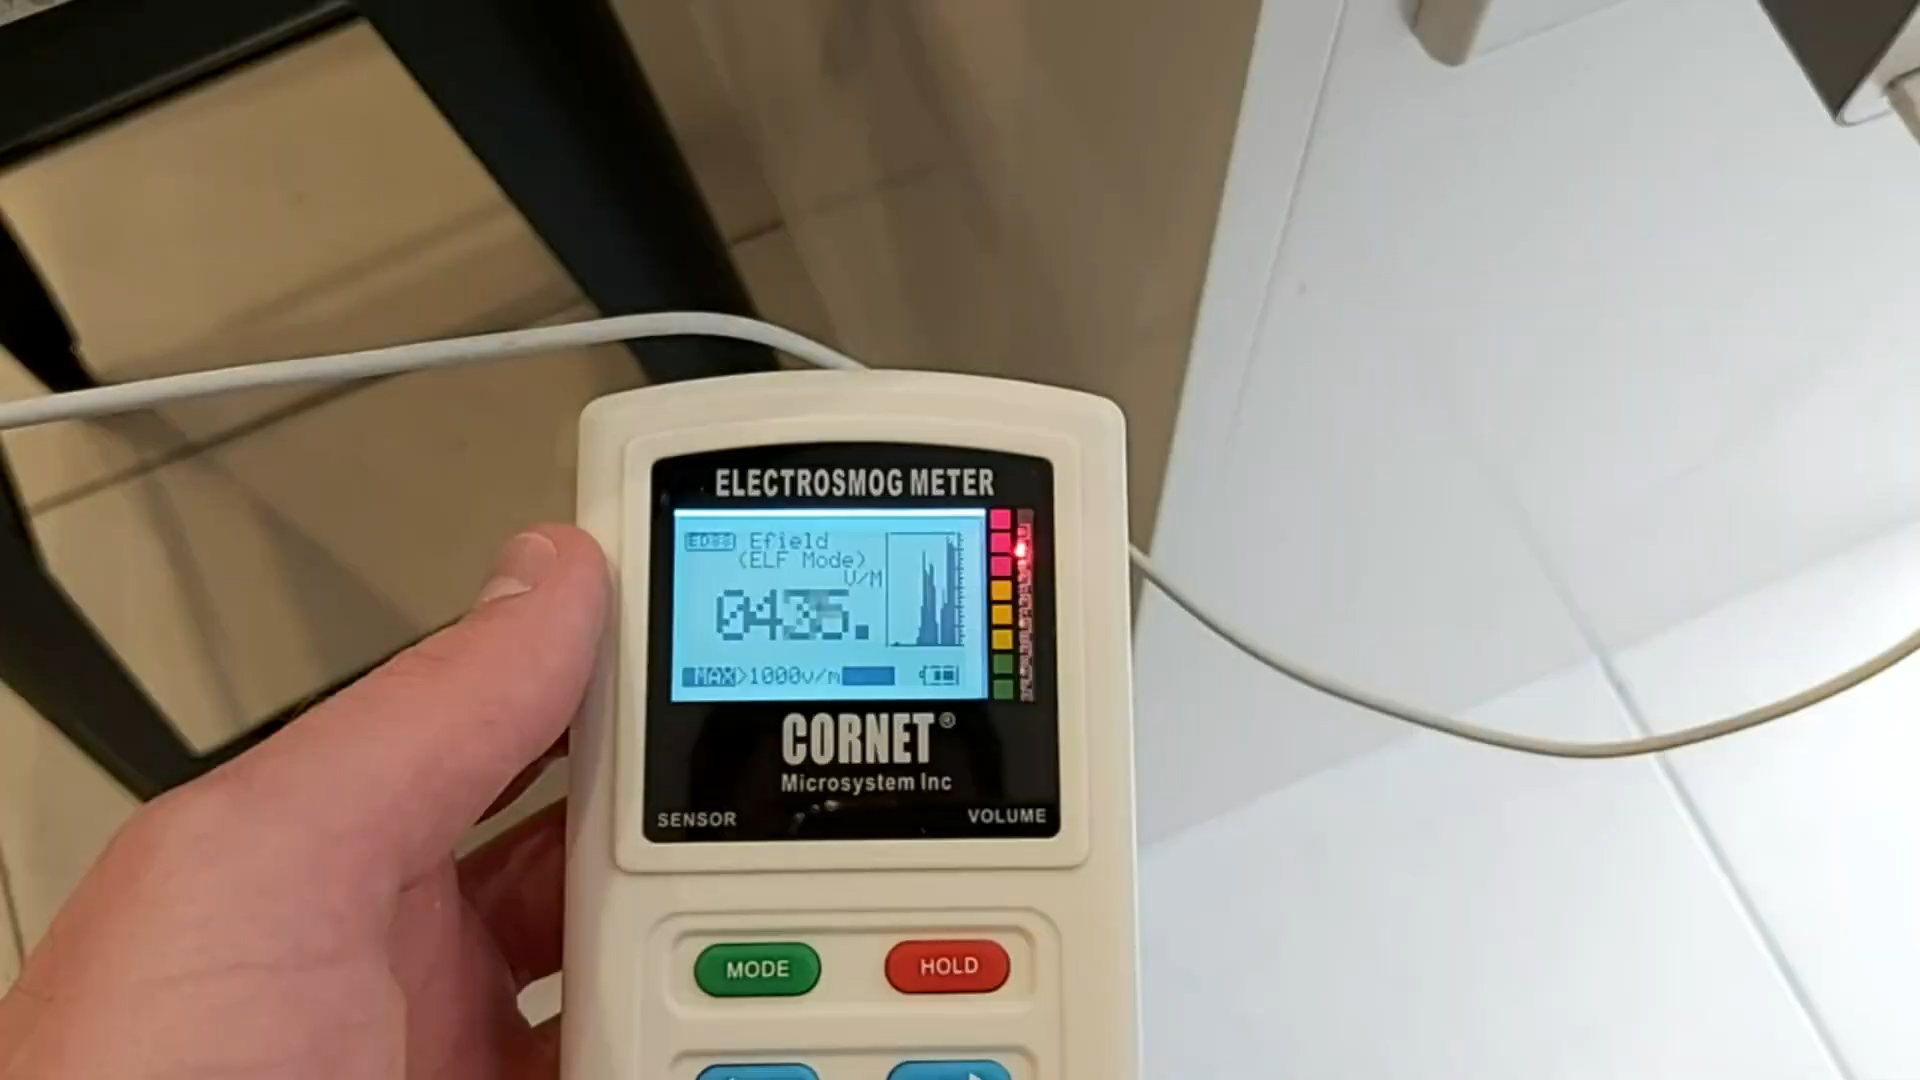 ELECTROSMOG METER
ED88 Efield
(ELF Mode)
V/M
MAX>1000v/m
CORNET®
Microsystem Inc
SENSOR VOLUME
MODE HOLD